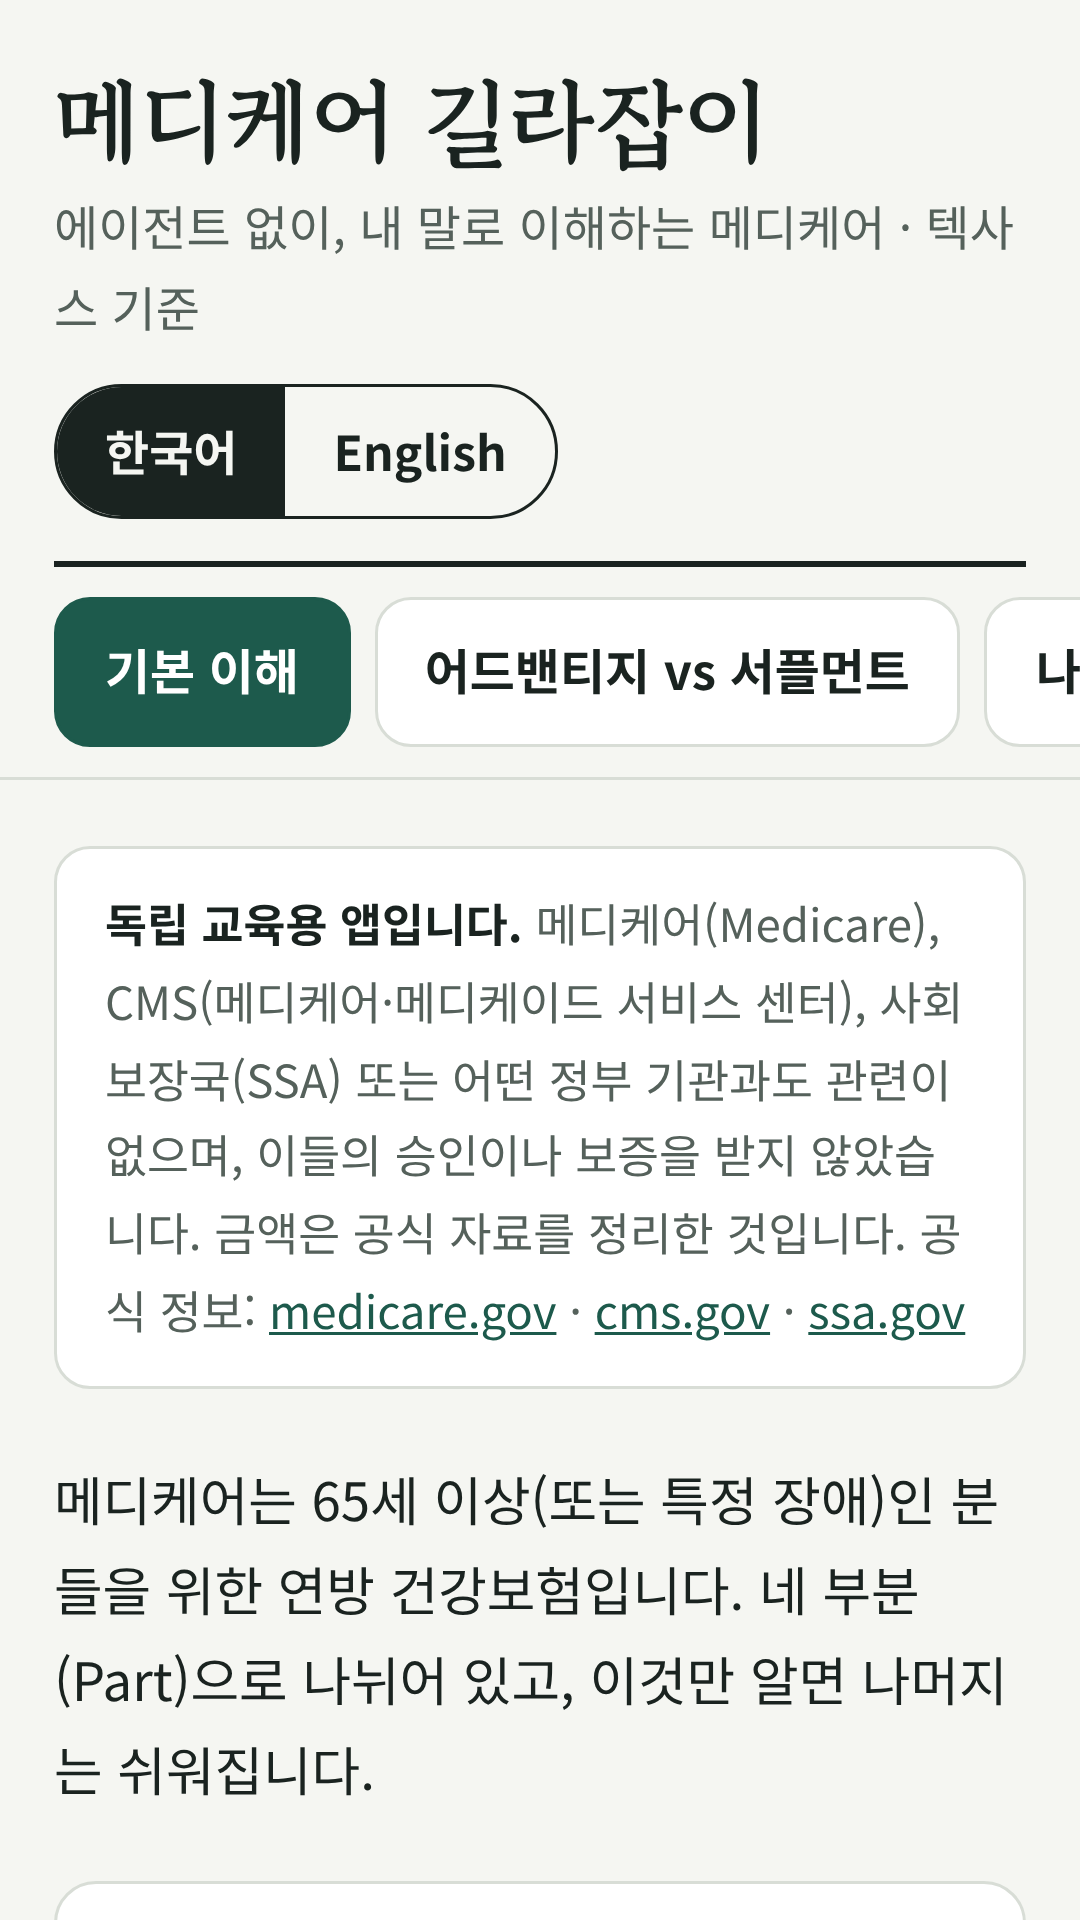 메디케어 길라잡이
에이전트 없이, 내 말로 이해하는 메디케어 · 텍사
스 기준
한국어 English
기본 이해 어드밴티지 vs 서플먼트 나
독립 교육용 앱입니다. 메디케어(Medicare),
CMS(메디케어·메디케이드 서비스 센터), 사회
보장국(SSA) 또는 어떤 정부 기관과도 관련이
없으며, 이들의 승인이나 보증을 받지 않았습
니다. 금액은 공식 자료를 정리한 것입니다. 공
식 정보: medicare.gov · cms.gov · ssa.gov
메디케어는 65세 이상(또는 특정 장애)인 분
들을 위한 연방 건강보험입니다. 네 부분
(Part)으로 나뉘어 있고, 이것만 알면 나머지
는 쉬워집니다.